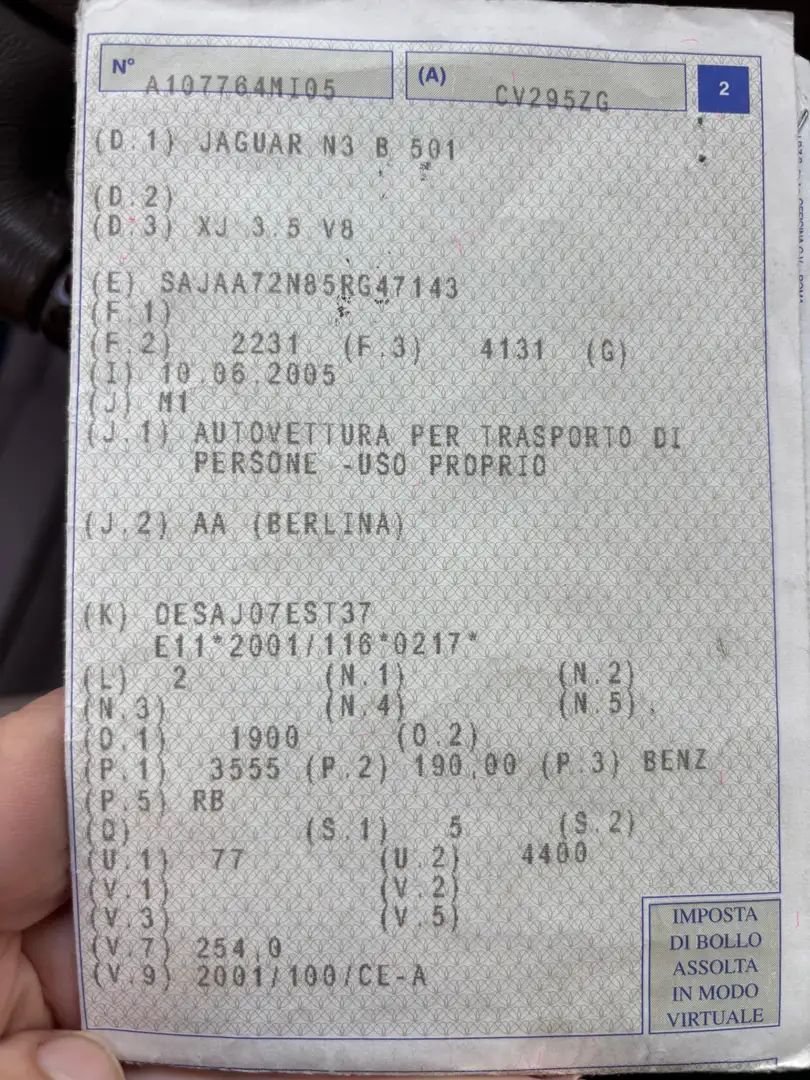 N° A107764MI05 (A) CV295ZG 2
(D.1) JAGUAR N3 B 501
(D.2)
(D.3) XJ 3.5 V8
(E) SAJAA72N85RG47143
(F.1)
(F.2) 2231 (F.3) 4131 (G)
(I) 10.06.2005
(J) M1
(J.1) AUTOVETTURA PER TRASPORTO DI
PERSONE -USO PROPRIO
(J.2) AA (BERLINA)
(K) OESAJ07EST37
E11*2001/116*0217*
(L) 2 (N.1) (N.2)
(N.3) (N.4) (N.5)
(O.1) 1900 (O.2)
(P.1) 3555 (P.2) 190,00 (P.3) BENZ
(P.5) RB
(Q) (S.1) 5 (S.2)
(U.1) 77 (U.2) 4400
(V.1) (V.2)
(V.3) (V.5)
(V.7) 254,0
(V.9) 2001/100/CE-A
IMPOSTA
DI BOLLO
ASSOLTA
IN MODO
VIRTUALE